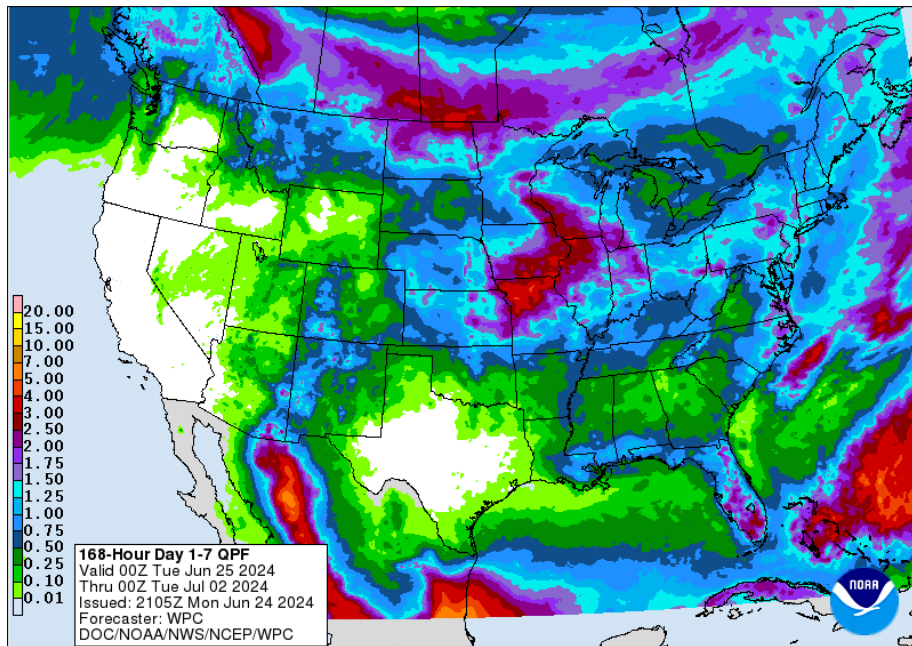 20.00
15.00
10.00
7.00
5.00
4.00
3.00
2.50
2.00
1.75
1.50
1.25
1.00
0.75
0.50
0.25
0.10
0.01
168-Hour Day 1-7 QPF
Valid 00Z Tue Jun 25 2024
Thru 00Z Tue Jul 02 2024
Issued: 2105Z Mon Jun 24 2024
Forecaster: WPC
DOC/NOAA/NWS/NCEP/WPC
NOAA